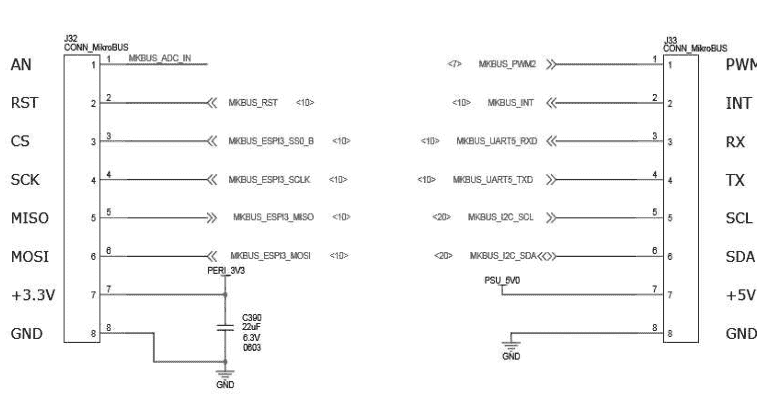 J32
CONN_MikroBUS
AN
1
1
MKBUS_ADC_IN
RST
2
2
MKBUS_RST
<10>
CS
3
3
MKBUS_ESPI3_SS0_B
<10>
SCK
4
4
MKBUS_ESPI3_SCLK
<10>
MISO
5
5
MKBUS_ESPI3_MISO
<10>
MOSI
6
6
MKBUS_ESPI3_MOSI
<10>
PERI_3V3
+3.3V
7
7
C390
22uF
6.3V
0603
GND
8
8
GND
J33
CONN_MikroBUS
<7>
MKBUS_PWM2
1
1
PWM
<10>
MKBUS_INT
2
2
INT
<10>
MKBUS_UART5_RXD
3
3
RX
<10>
MKBUS_UART5_TXD
4
4
TX
<20>
MKBUS_I2C_SCL
5
5
SCL
<20>
MKBUS_I2C_SDA
6
6
SDA
PSU_5V0
7
7
+5V
8
8
GND
GND